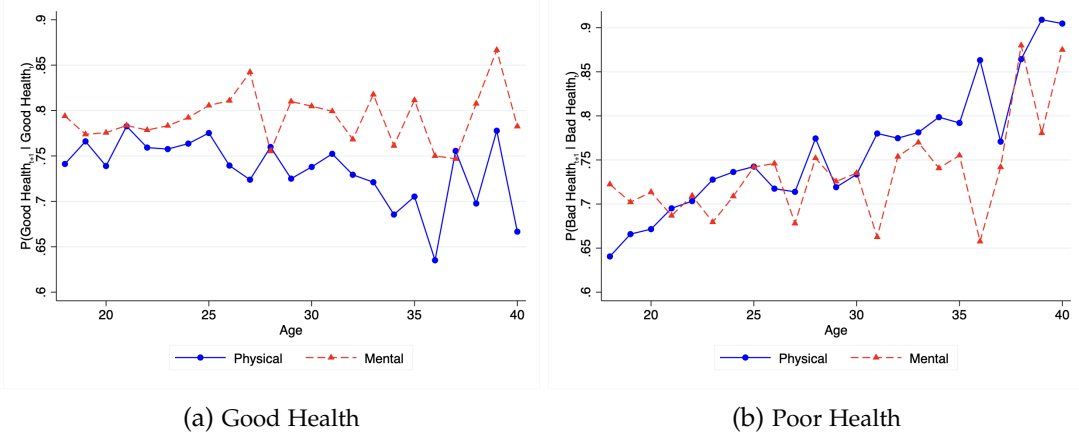 P(Good Health_{t+1} | Good Health_t)
.9
.85
.8
.75
.7
.65
.6
20
25
30
35
40
Age
Physical
Mental
(a) Good Health
P(Bad Health_{t+1} | Bad Health_t)
.9
.85
.8
.75
.7
.65
.6
20
25
30
35
40
Age
Physical
Mental
(b) Poor Health